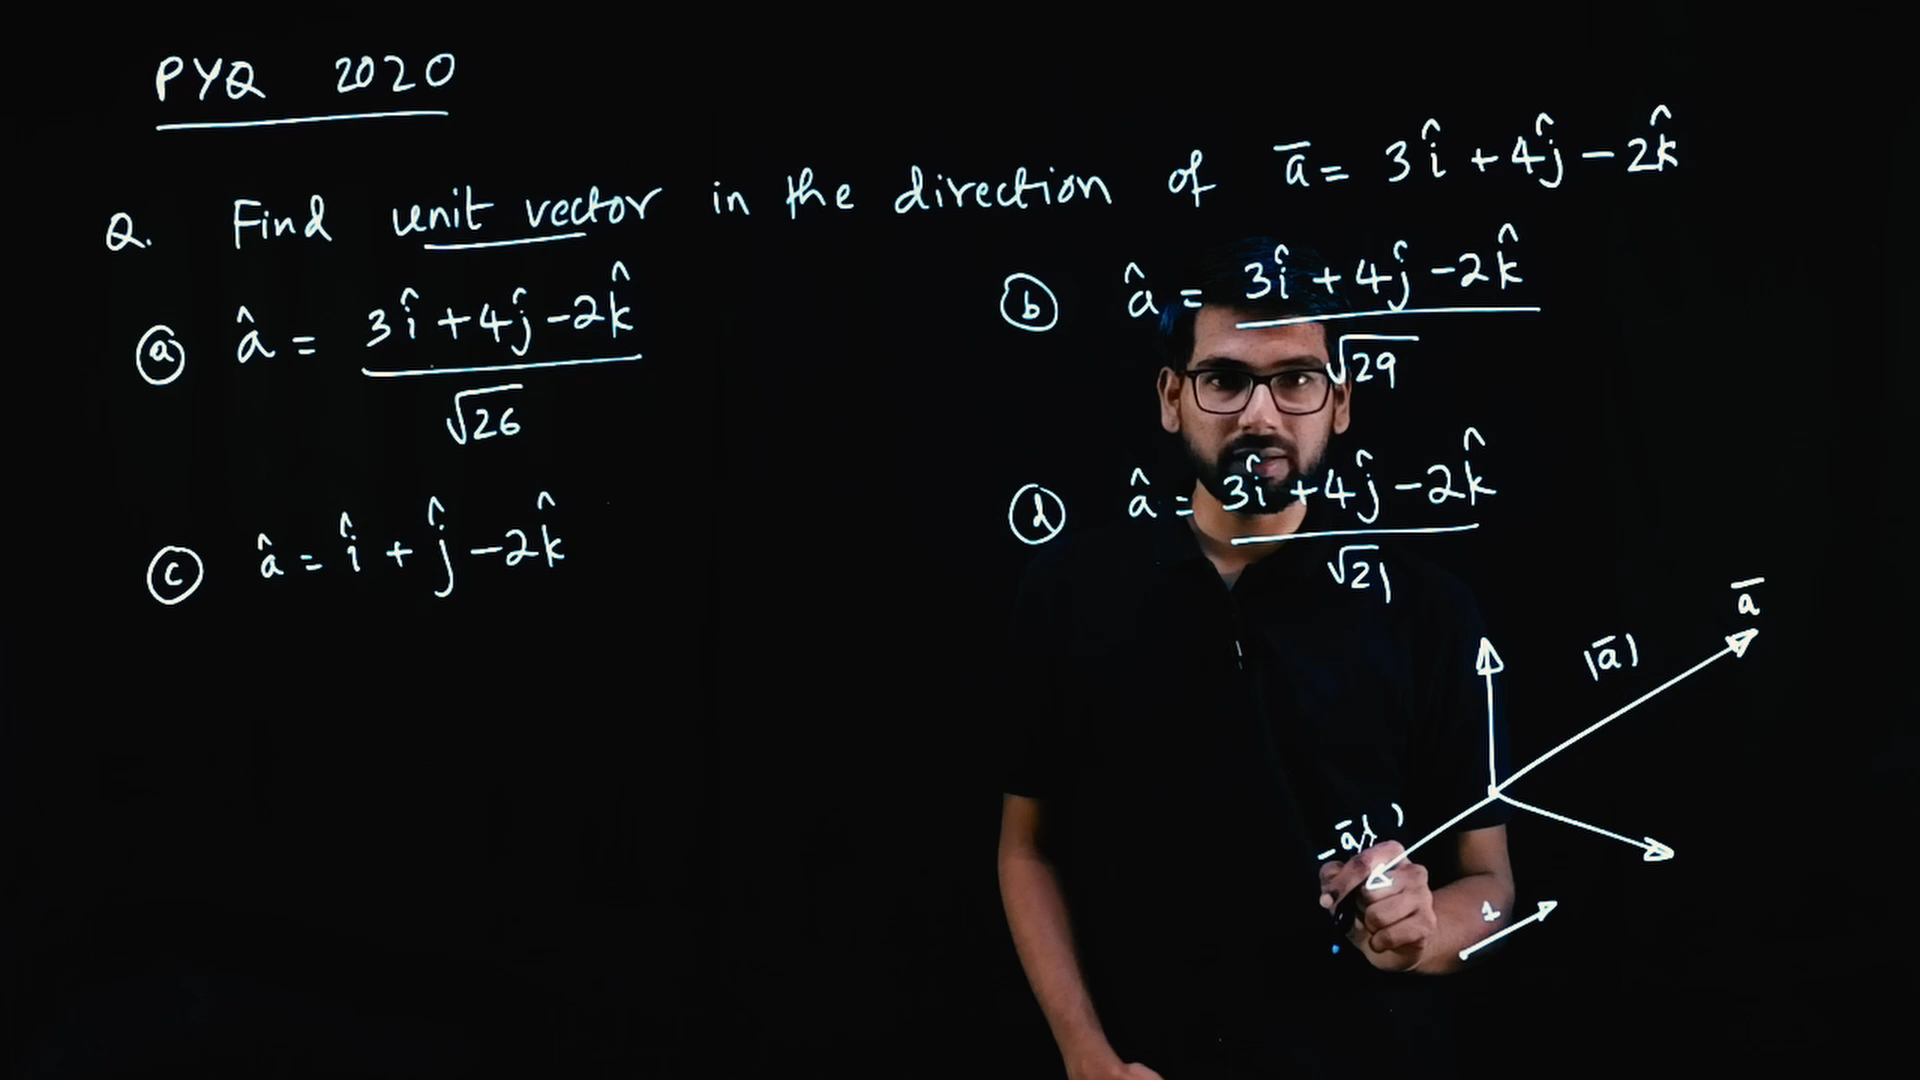 PYQ 2020
Q. Find unit vector in the direction of a̅ = 3î + 4ĵ - 2k̂
(a) â = (3î + 4ĵ - 2k̂) / √26
(b) â = (3î + 4ĵ - 2k̂) / √29
(c) â = î + ĵ - 2k̂
(d) â = (3î + 4ĵ - 2k̂) / √21
a̅
|a̅|
-a̅
1